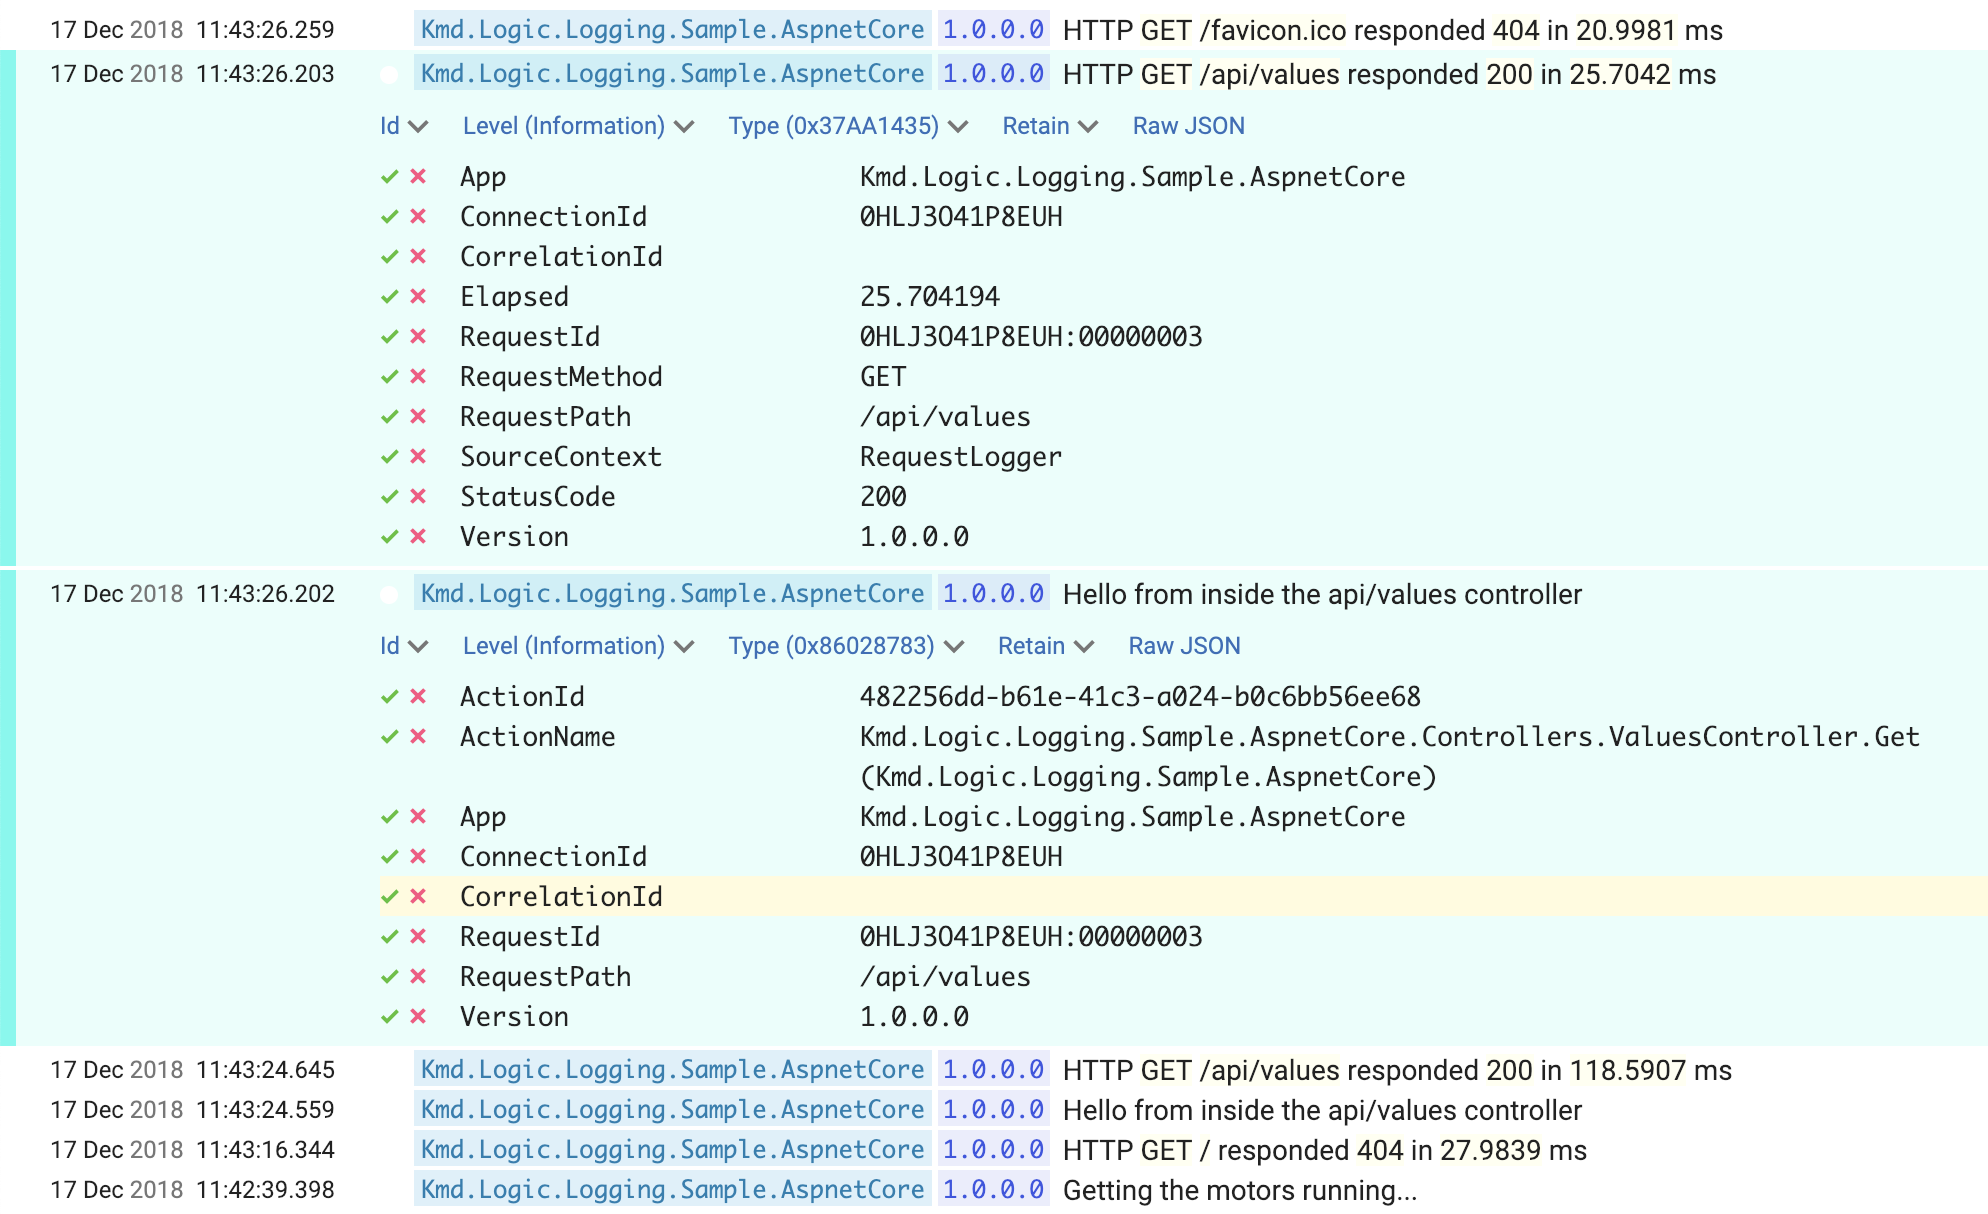 17 Dec 2018 11:43:26.259 Kmd.Logic.Logging.Sample.AspnetCore 1.0.0.0 HTTP GET /favicon.ico responded 404 in 20.9981 ms
17 Dec 2018 11:43:26.203 Kmd.Logic.Logging.Sample.AspnetCore 1.0.0.0 HTTP GET /api/values responded 200 in 25.7042 ms
Id Level (Information) Type (0x37AA1435) Retain Raw JSON
App Kmd.Logic.Logging.Sample.AspnetCore
ConnectionId 0HLJ3O41P8EUH
CorrelationId
Elapsed 25.704194
RequestId 0HLJ3O41P8EUH:00000003
RequestMethod GET
RequestPath /api/values
SourceContext RequestLogger
StatusCode 200
Version 1.0.0.0
17 Dec 2018 11:43:26.202 Kmd.Logic.Logging.Sample.AspnetCore 1.0.0.0 Hello from inside the api/values controller
Id Level (Information) Type (0x86028783) Retain Raw JSON
ActionId 482256dd-b61e-41c3-a024-b0c6bb56ee68
ActionName Kmd.Logic.Logging.Sample.AspnetCore.Controllers.ValuesController.Get
(Kmd.Logic.Logging.Sample.AspnetCore)
App Kmd.Logic.Logging.Sample.AspnetCore
ConnectionId 0HLJ3O41P8EUH
CorrelationId
RequestId 0HLJ3O41P8EUH:00000003
RequestPath /api/values
Version 1.0.0.0
17 Dec 2018 11:43:24.645 Kmd.Logic.Logging.Sample.AspnetCore 1.0.0.0 HTTP GET /api/values responded 200 in 118.5907 ms
17 Dec 2018 11:43:24.559 Kmd.Logic.Logging.Sample.AspnetCore 1.0.0.0 Hello from inside the api/values controller
17 Dec 2018 11:43:16.344 Kmd.Logic.Logging.Sample.AspnetCore 1.0.0.0 HTTP GET / responded 404 in 27.9839 ms
17 Dec 2018 11:42:39.398 Kmd.Logic.Logging.Sample.AspnetCore 1.0.0.0 Getting the motors running...